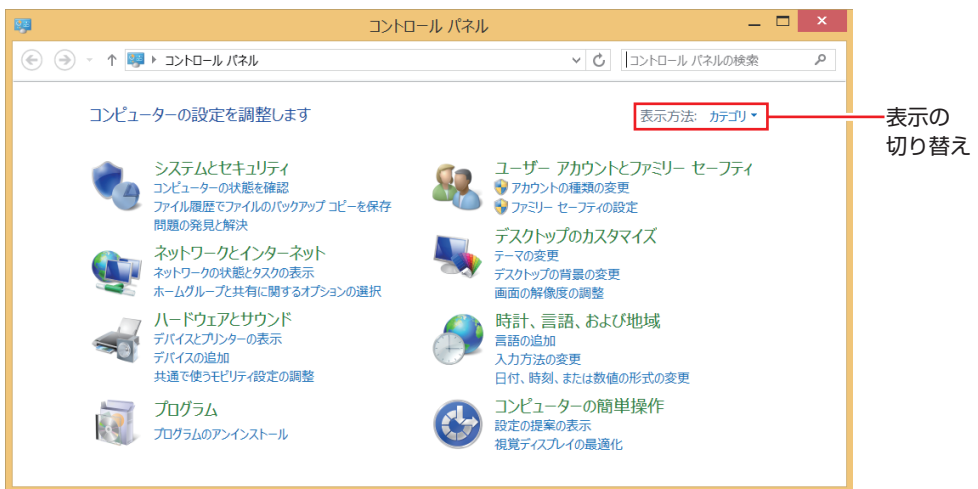 コントロール パネル
コントロール パネル
コントロール パネルの検索
コンピューターの設定を調整します
表示方法: カテゴリ
表示の
切り替え
システムとセキュリティ
コンピューターの状態を確認
ファイル履歴でファイルのバックアップ コピーを保存
問題の発見と解決
ネットワークとインターネット
ネットワークの状態とタスクの表示
ホームグループと共有に関するオプションの選択
ハードウェアとサウンド
デバイスとプリンターの表示
デバイスの追加
共通で使うモビリティ設定の調整
プログラム
プログラムのアンインストール
ユーザー アカウントとファミリー セーフティ
アカウントの種類の変更
ファミリー セーフティの設定
デスクトップのカスタマイズ
テーマの変更
デスクトップの背景の変更
画面の解像度の調整
時計、言語、および地域
言語の追加
入力方法の変更
日付、時刻、または数値の形式の変更
コンピューターの簡単操作
設定の提案の表示
視覚ディスプレイの最適化